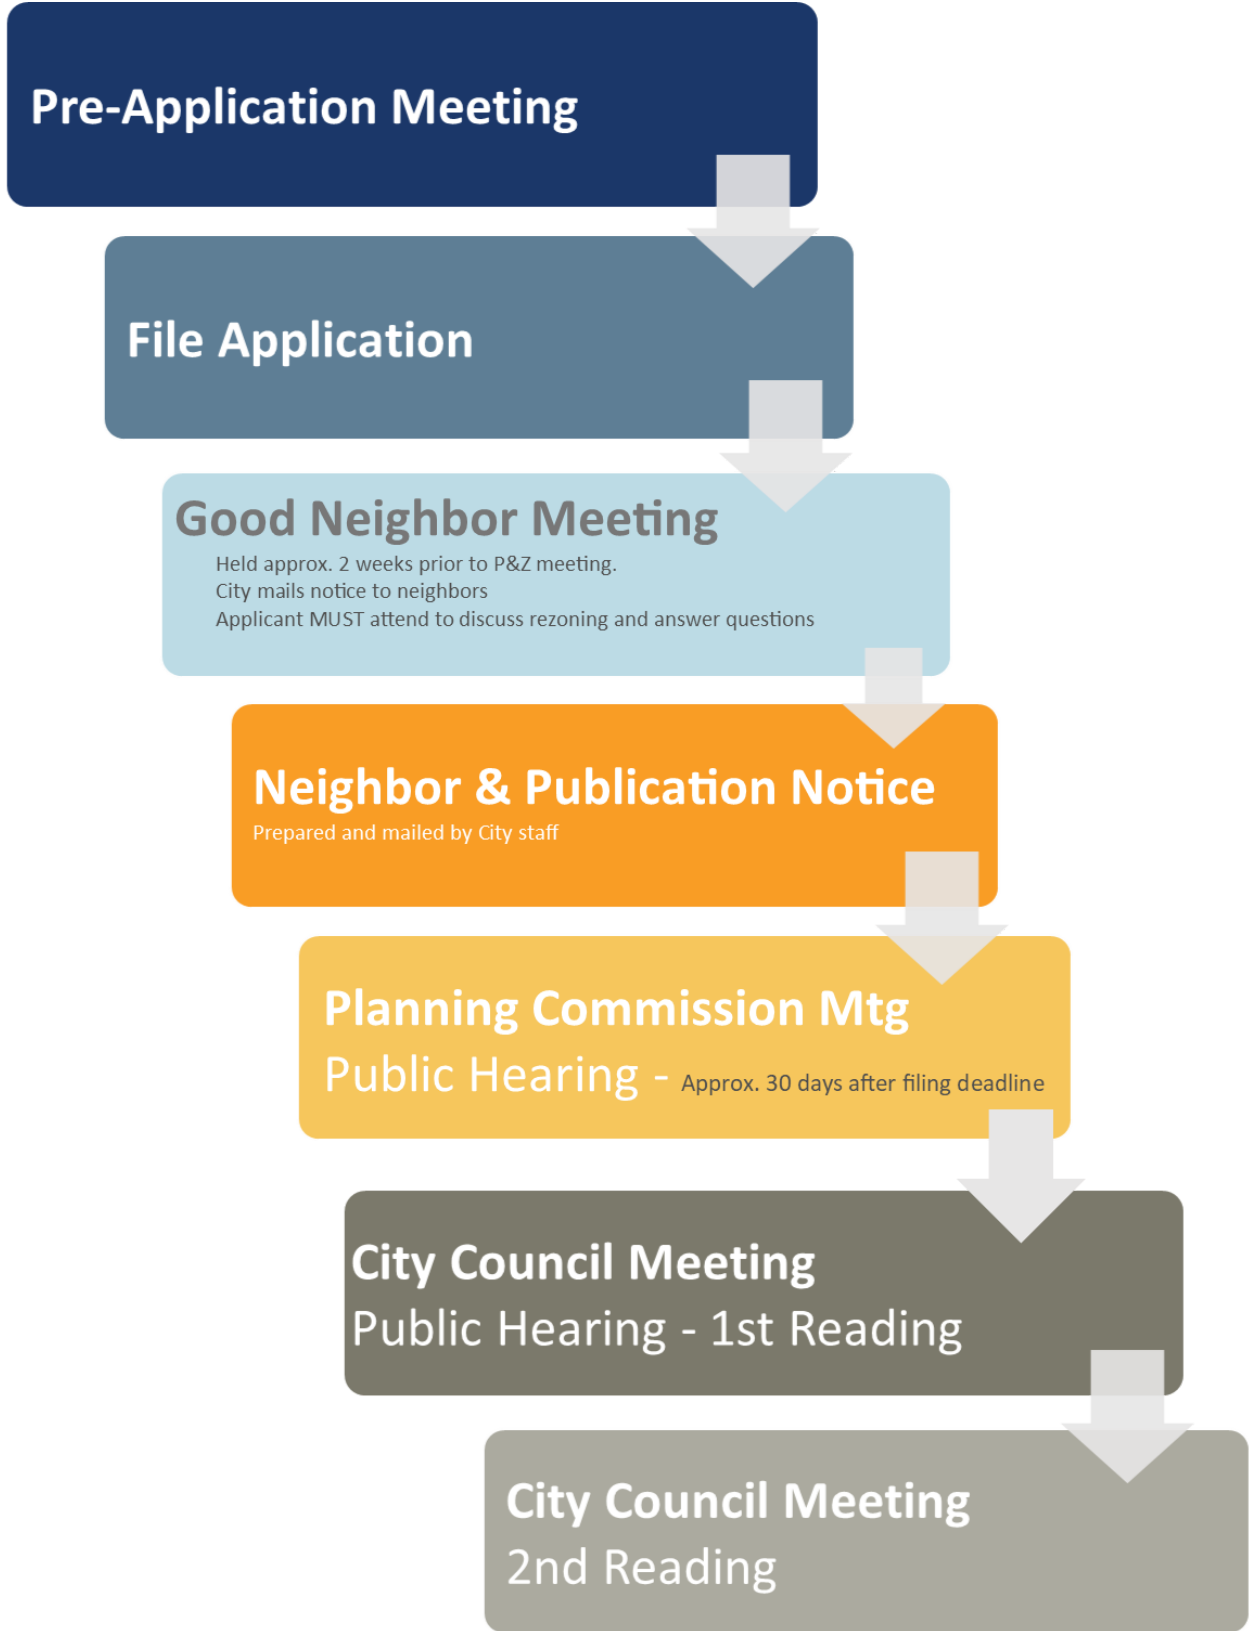 Pre-Application Meeting
File Application
Good Neighbor Meeting
Held approx. 2 weeks prior to P&Z meeting.
City mails notice to neighbors
Applicant MUST attend to discuss rezoning and answer questions
Neighbor & Publication Notice
Prepared and mailed by City staff
Planning Commission Mtg
Public Hearing - Approx. 30 days after filing deadline
City Council Meeting
Public Hearing - 1st Reading
City Council Meeting
2nd Reading